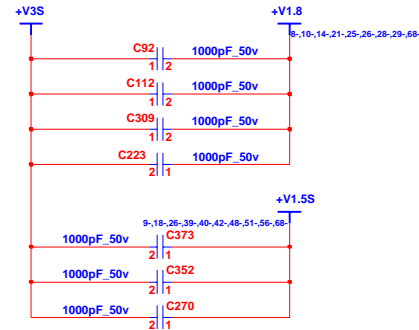 +V3S +V1.8
8-,10-,14-,21-,25-,26-,28-,29-,68-
C92 1000pF_50v
1 2
C112 1000pF_50v
1 2
C309 1000pF_50v
1 2
C223 1000pF_50v
2 1
+V1.5S
9-,18-,26-,39-,40-,42-,48-,51-,56-,68-
1000pF_50v C373
2 1
1000pF_50v C352
2 1
1000pF_50v C270
2 1